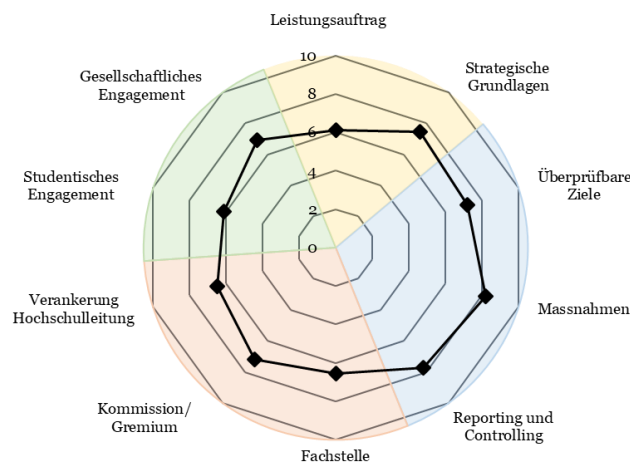 Leistungsauftrag
Strategische
Grundlagen
Überprüfbare
Ziele
Massnahmen
Reporting und
Controlling
Fachstelle
Kommission/
Gremium
Verankerung
Hochschulleitung
Studentisches
Engagement
Gesellschaftliches
Engagement
10
8
6
4
2
0